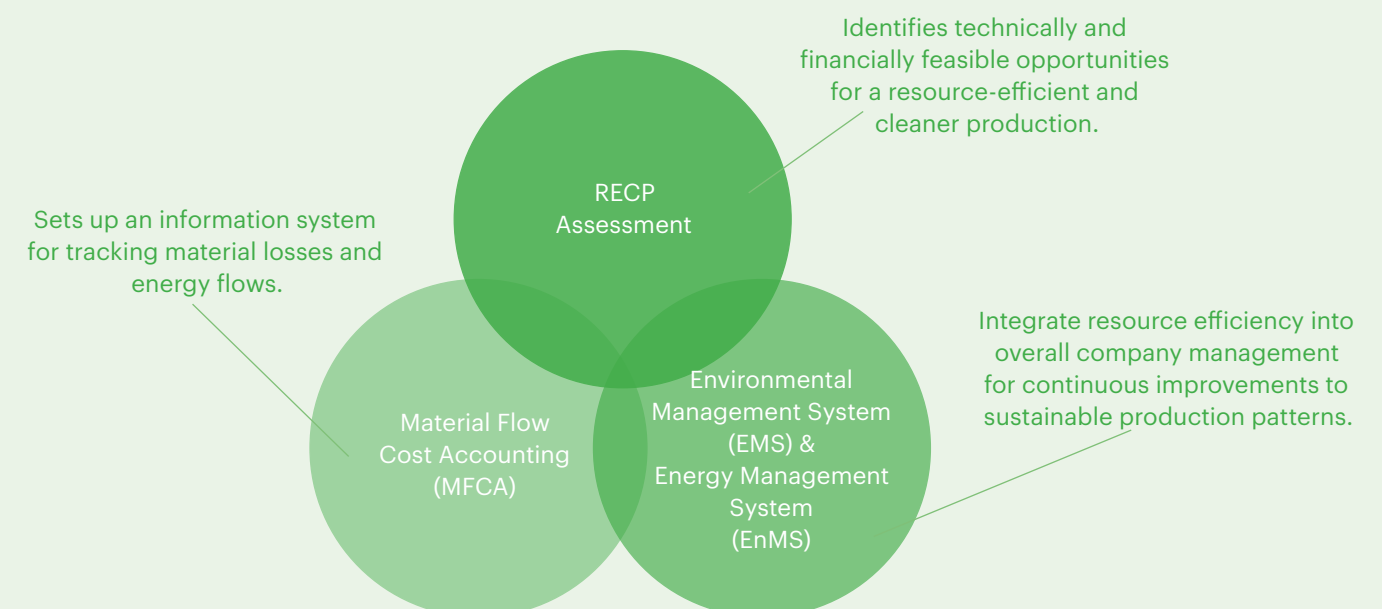 Identifies technically and
financially feasible opportunities
for a resource-efficient and
cleaner production.
RECP
Assessment
Sets up an information system
for tracking material losses and
energy flows.
Integrate resource efficiency into
overall company management
for continuous improvements to
sustainable production patterns.
Material Flow
Cost Accounting
(MFCA)
Environmental
Management System
(EMS) &
Energy Management
System
(EnMS)